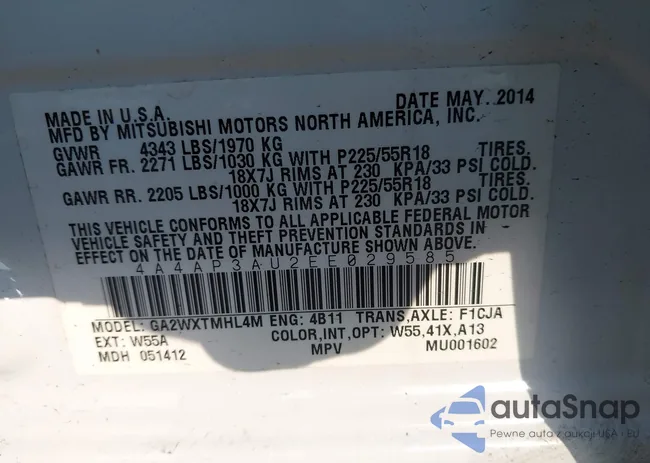 MADE IN U.S.A. DATE MAY. 2014
MFD BY MITSUBISHI MOTORS NORTH AMERICA, INC.
GVWR 4343 LBS/1970 KG
GAWR FR. 2271 LBS/1030 KG WITH P225/55R18 TIRES.
18X7J RIMS AT 230 KPA/33 PSI COLD.
GAWR RR. 2205 LBS/1000 KG WITH P225/55R18 TIRES.
18X7J RIMS AT 230 KPA/33 PSI COLD.
THIS VEHICLE CONFORMS TO ALL APPLICABLE FEDERAL MOTOR
VEHICLE SAFETY AND THEFT PREVENTION STANDARDS IN
EFFECT ON THE DATE OF MANUFACTURE SHOWN ABOVE.
4A4AP3AU2EE029585
MODEL: GA2WXTMHL4M ENG: 4B11 TRANS,AXLE: F1CJA
EXT: W55A COLOR,INT,OPT: W55,41X,A13
MDH 051412 MPV MU001602
autaSnap
Pewne auta z aukcji USA - EU